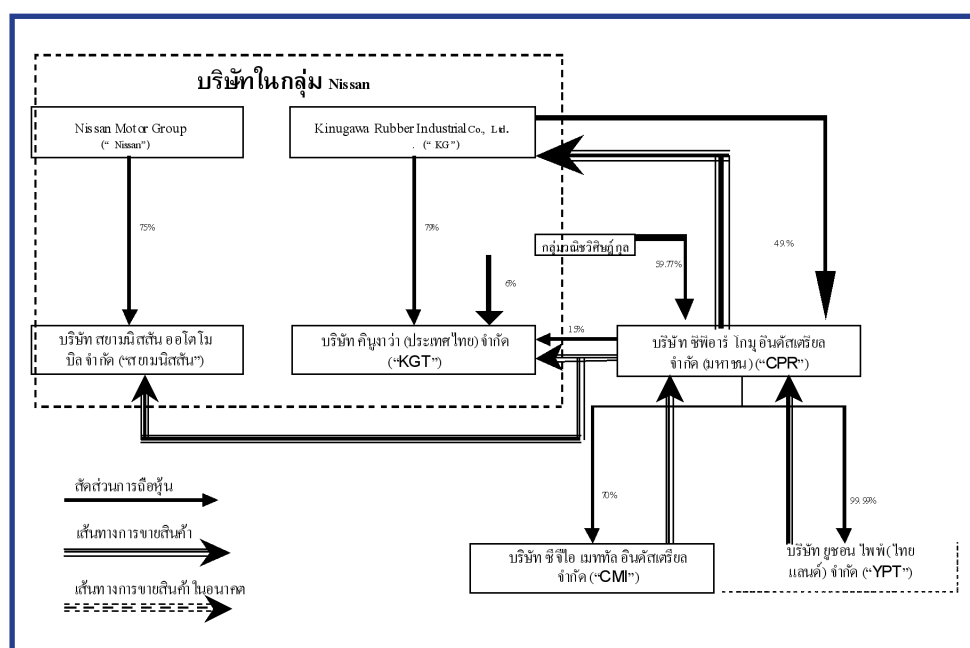 บริษัทในกลุ่ม Nissan
Nissan Motor Group
(“ Nissan”)
Kinugawa Rubber Industrial Co., Ltd.
. (“ KG”)
75%
79%
49.%
กลุ่มวณิชวิศิษฎ์กุล
59.77%
6%
15%
บริษัท สยามนิสสัน ออโตโม
บิล จำกัด (“สยามนิสสัน”)
บริษัท คินูงาว่า (ประเทศไทย) จำกัด
(“KGT”)
บริษัท ซีพีอาร์ โกมุ อินดัสเตรียล
จำกัด (มหาชน) (“CPR”)
สัดส่วนการถือหุ้น
เส้นทางการขายสินค้า
เส้นทางการขายสินค้าในอนาคต
70%
99.99%
บริษัท ซีจีไอ เมททัล อินดัสเตรียล
จำกัด (“CMI”)
บริษัท ยูชอน ไพพ์ (ไทย
แลนด์) จำกัด (“YPT”)